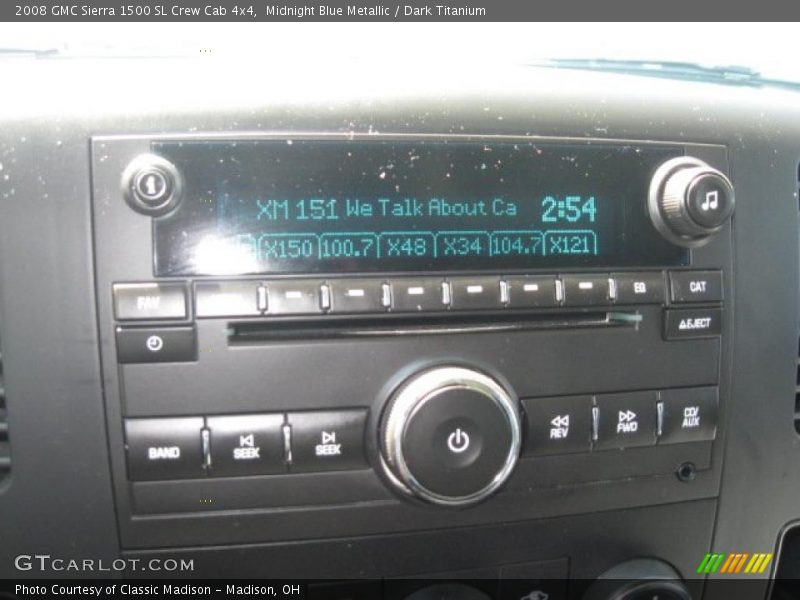 2008 GMC Sierra 1500 SL Crew Cab 4x4,  Midnight Blue Metallic / Dark Titanium
XM 151 We Talk About Ca 2:54
X150 100.7 X48 X34 104.7 X121
FAV EQ CAT
EJECT
BAND SEEK SEEK REV FWD CD/
AUX
GTCARLOT.COM
Photo Courtesy of Classic Madison - Madison, OH